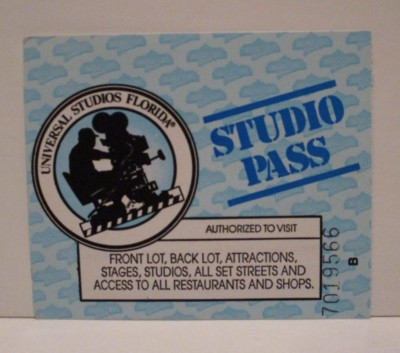 UNIVERSAL STUDIOS FLORIDA®
STUDIO
PASS
AUTHORIZED TO VISIT
FRONT LOT, BACK LOT, ATTRACTIONS,
STAGES, STUDIOS, ALL SET STREETS AND
ACCESS TO ALL RESTAURANTS AND SHOPS.
7019566
B